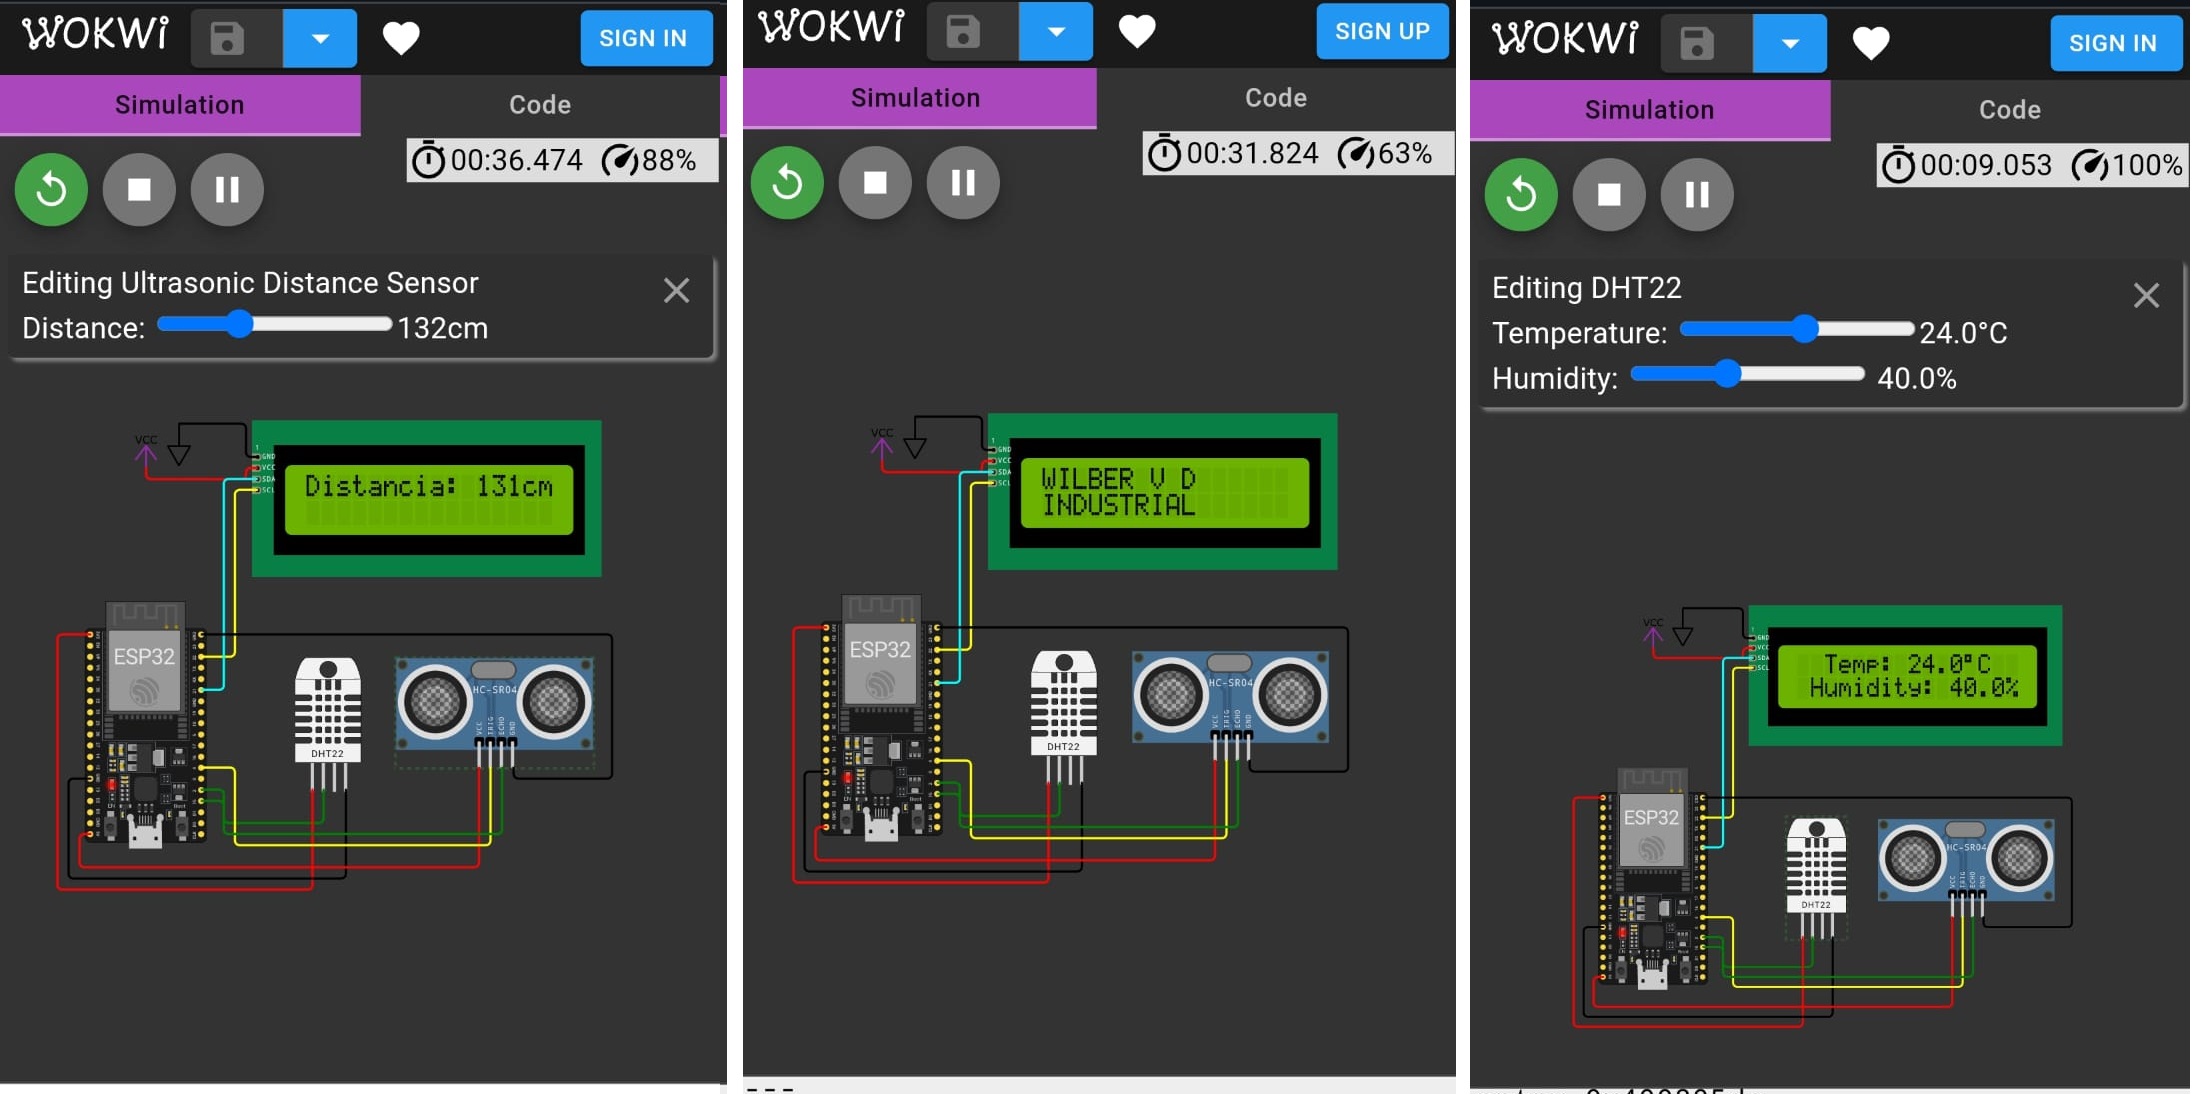 WOKWi
SIGN IN
Simulation
Code
00:36.474
88%
Editing Ultrasonic Distance Sensor
Distance:
132cm
VCC
1
GND
VCC
SDA
SCL
Distancia: 131cm
ESP32
HC-SR04
VCC
TRIG
ECHO
GND
DHT22
WOKWi
SIGN UP
Simulation
Code
00:31.824
63%
VCC
1
GND
VCC
SDA
SCL
WILBER V D
INDUSTRIAL
ESP32
HC-SR04
VCC
TRIG
ECHO
GND
DHT22
WOKWi
SIGN IN
Simulation
Code
00:09.053
100%
Editing DHT22
Temperature:
24.0°C
Humidity:
40.0%
VCC
1
GND
VCC
SDA
SCL
Temp: 24.0°C
Humidity: 40.0%
ESP32
HC-SR04
VCC
TRIG
ECHO
GND
DHT22